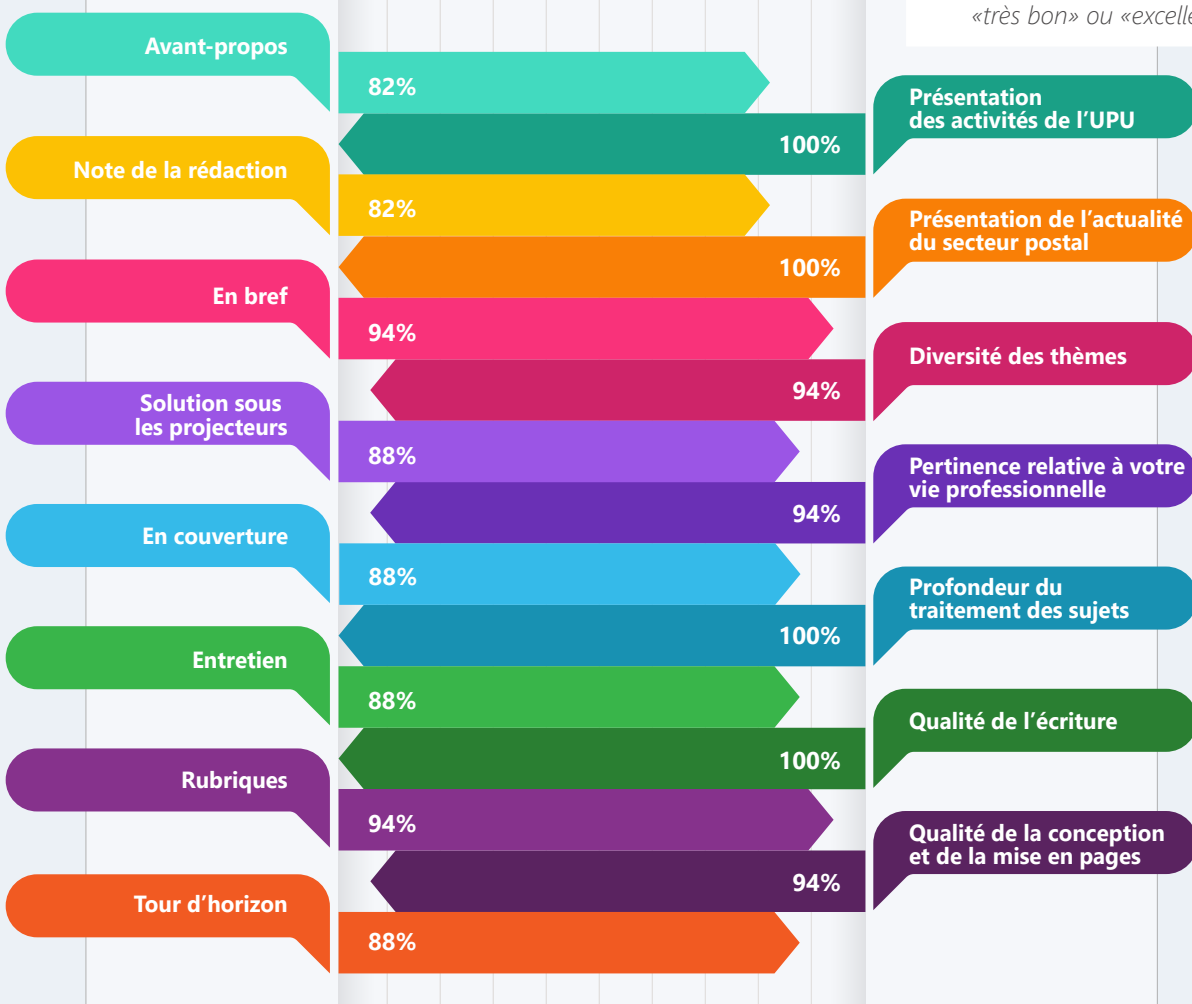 «très bon» ou
Avant-propos
82%
Présentation
des activités de l’UPU
100%
Note de la rédaction
82%
Présentation de l’actualité
du secteur postal
100%
En bref
94%
Diversité des thèmes
94%
Solution sous
les projecteurs
88%
Pertinence relative à votre
vie professionnelle
94%
En couverture
88%
Profondeur du
traitement des sujets
100%
Entretien
88%
Qualité de l’écriture
100%
Rubriques
94%
Qualité de la conception
et de la mise en pages
94%
Tour d’horizon
88%